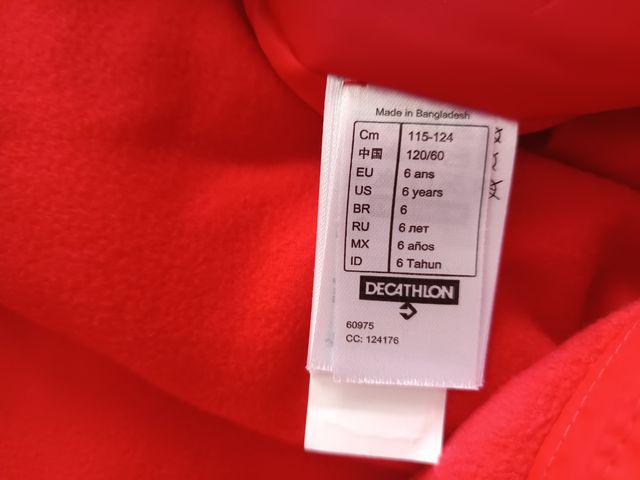 Made in Bangladesh
Cm 115-124
中国 120/60
EU 6 ans
US 6 years
BR 6
RU 6 лет
MX 6 años
ID 6 Tahun
DECATHLON
60975
CC: 124176